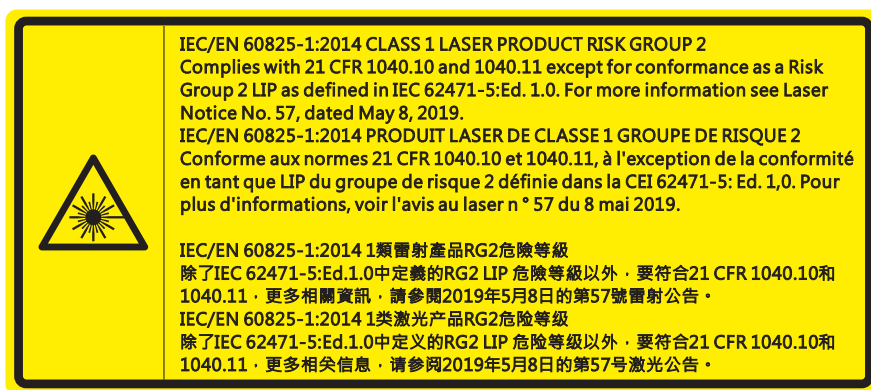 IEC/EN 60825-1:2014 CLASS 1 LASER PRODUCT RISK GROUP 2
Complies with 21 CFR 1040.10 and 1040.11 except for conformance as a Risk
Group 2 LIP as defined in IEC 62471-5:Ed. 1.0. For more information see Laser
Notice No. 57, dated May 8, 2019.
IEC/EN 60825-1:2014 PRODUIT LASER DE CLASSE 1 GROUPE DE RISQUE 2
Conforme aux normes 21 CFR 1040.10 et 1040.11, à l'exception de la conformité
en tant que LIP du groupe de risque 2 définie dans la CEI 62471-5: Ed. 1,0. Pour
plus d'informations, voir l'avis au laser n ° 57 du 8 mai 2019.
IEC/EN 60825-1:2014 1類雷射產品RG2危險等級
除了IEC 62471-5:Ed.1.0中定義的RG2 LIP 危險等級以外，要符合21 CFR 1040.10和
1040.11，更多相關資訊，請參閱2019年5月8日的第57號雷射公告。
IEC/EN 60825-1:2014 1类激光产品RG2危险等级
除了IEC 62471-5:Ed.1.0中定义的RG2 LIP 危险等级以外，要符合21 CFR 1040.10和
1040.11，更多相关信息，请参阅2019年5月8日的第57号激光公告。